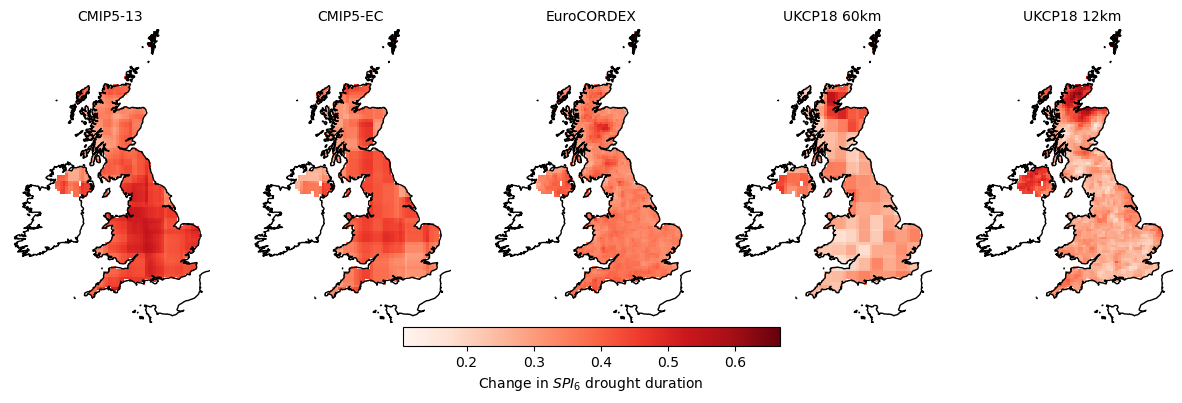 CMIP5-13 CMIP5-EC EuroCORDEX UKCP18 60km UKCP18 12km
0.2 0.3 0.4 0.5 0.6
Change in SPI₆ drought duration